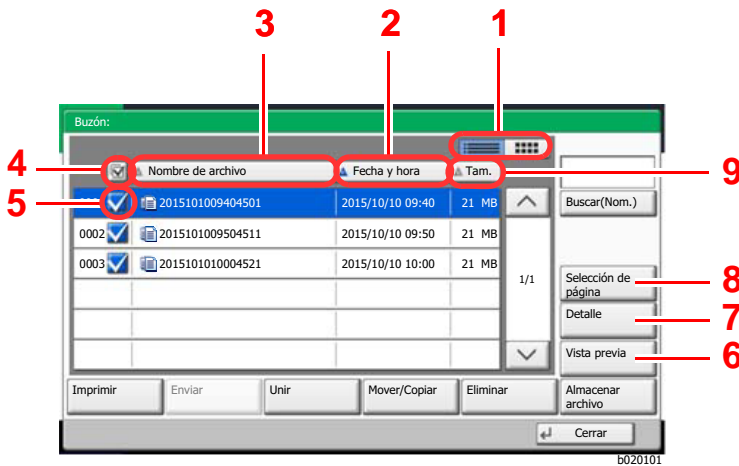 3 2 1
Buzón:
4 Nombre de archivo Fecha y hora Tam. 9
5 2015101009404501 2015/10/10 09:40 21 MB Buscar(Nom.)
0002 2015101009504511 2015/10/10 09:50 21 MB
0003 2015101010004521 2015/10/10 10:00 21 MB
1/1
Selección de
página
8
Detalle 7
Vista previa 6
Imprimir Enviar Unir Mover/Copiar Eliminar Almacenar
archivo
Cerrar
b020101